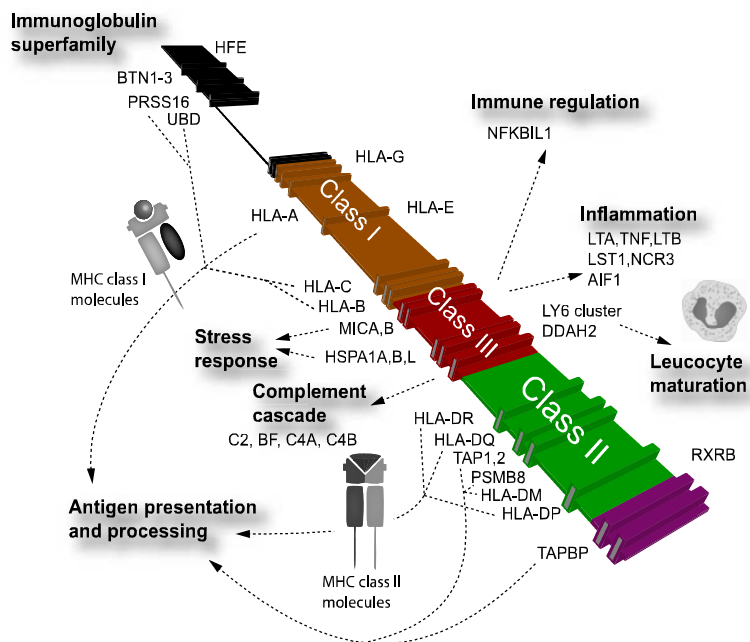 Immunoglobulin
superfamily
HFE
BTN1-3
PRSS16
UBD
Immune regulation
NFKBIL1
HLA-G
Class I
HLA-A
HLA-E
Inflammation
LTA,TNF,LTB
LST1,NCR3
AIF1
MHC class I
molecules
HLA-C
HLA-B
MICA,B
HSPA1A,B,L
Stress
response
Class III
LY6 cluster
DDAH2
Leucocyte
maturation
Complement
cascade
C2, BF, C4A, C4B
Class II
HLA-DR
HLA-DQ
TAP1,2
PSMB8
HLA-DM
HLA-DP
RXRB
Antigen presentation
and processing
TAPBP
MHC class II
molecules